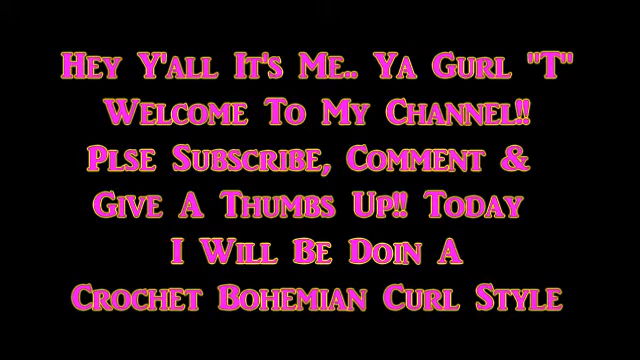 Hey Y'all It's Me.. Ya Gurl "T"
Welcome To My Channel!!
Plse Subscribe, Comment &
Give A Thumbs Up!! Today
I Will Be Doin A
Crochet Bohemian Curl Style